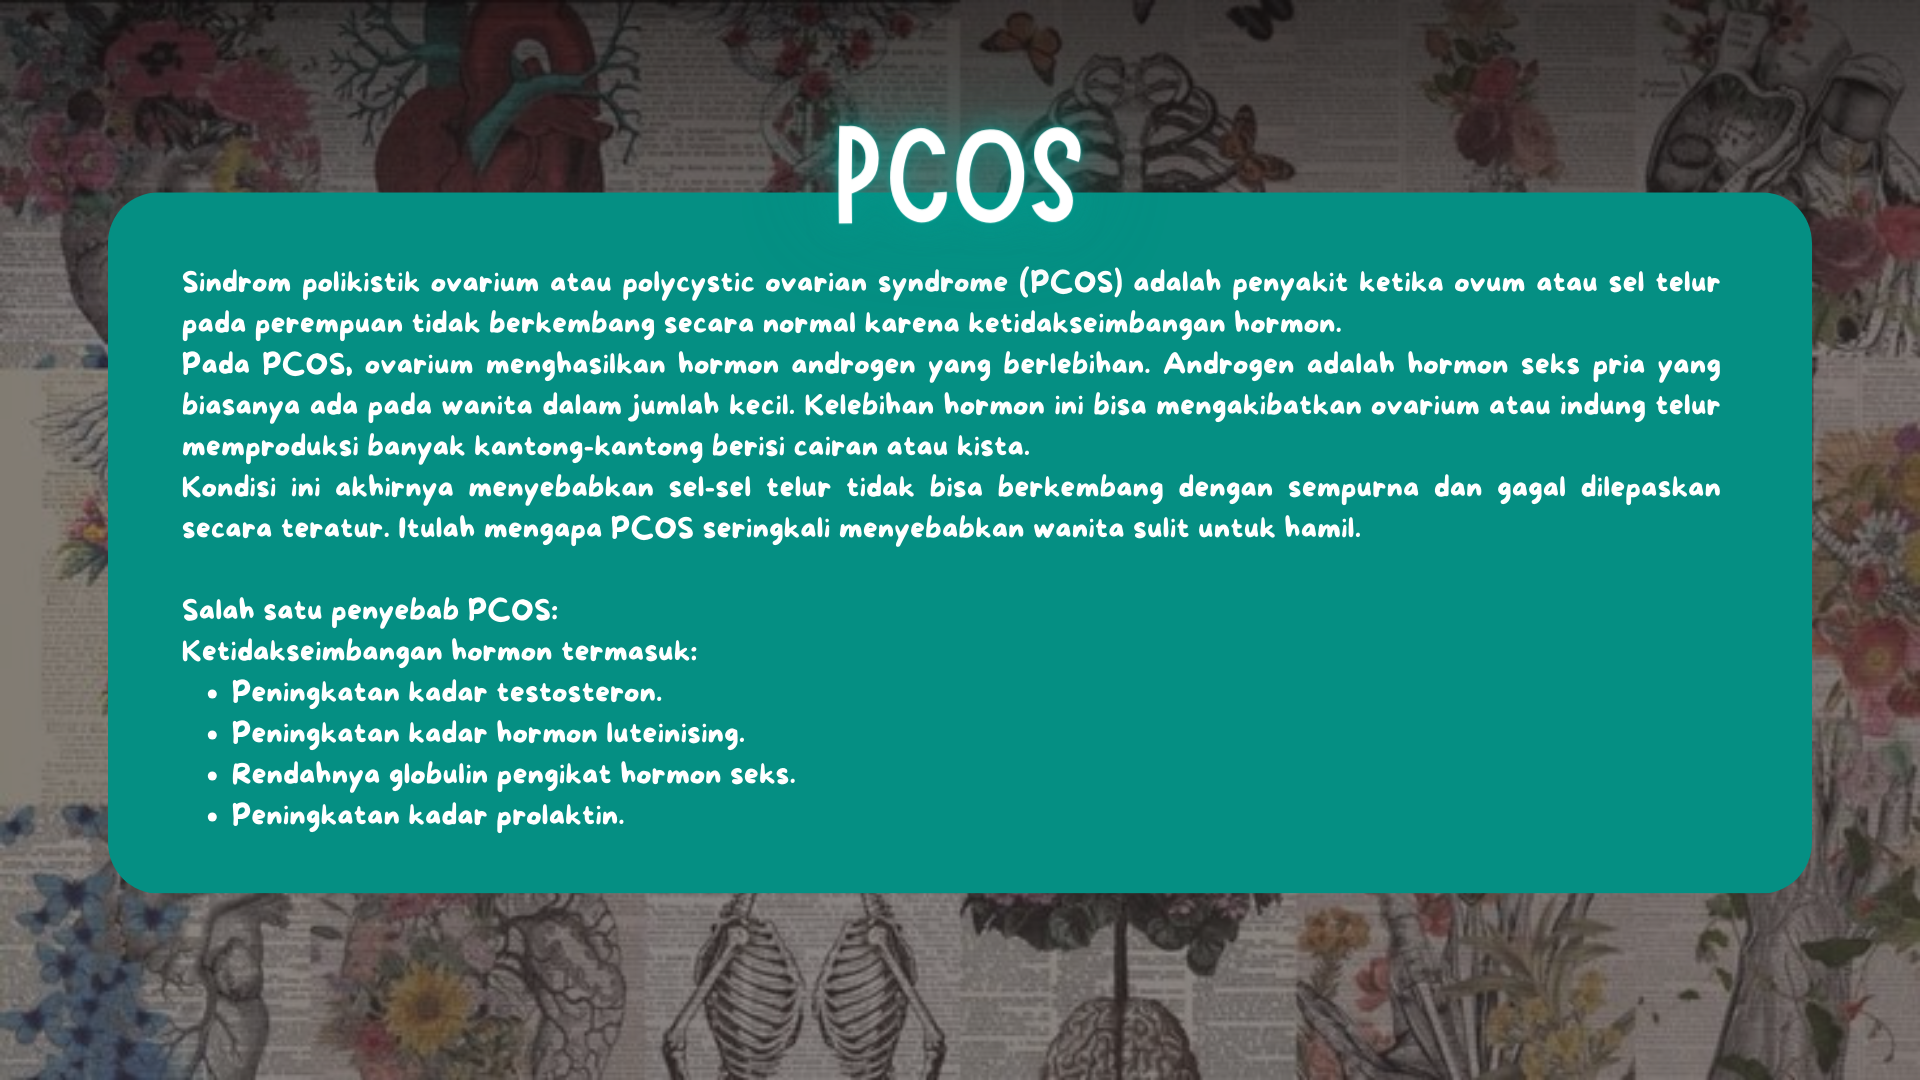 PCOS
Sindrom polikistik ovarium atau polycystic ovarian syndrome (PCOS) adalah penyakit ketika ovum atau sel telur
pada perempuan tidak berkembang secara normal karena ketidakseimbangan hormon.
Pada PCOS, ovarium menghasilkan hormon androgen yang berlebihan. Androgen adalah hormon seks pria yang
biasanya ada pada wanita dalam jumlah kecil. Kelebihan hormon ini bisa mengakibatkan ovarium atau indung telur
memproduksi banyak kantong-kantong berisi cairan atau kista.
Kondisi ini akhirnya menyebabkan sel-sel telur tidak bisa berkembang dengan sempurna dan gagal dilepaskan
secara teratur. Itulah mengapa PCOS seringkali menyebabkan wanita sulit untuk hamil.
Salah satu penyebab PCOS:
Ketidakseimbangan hormon termasuk:
• Peningkatan kadar testosteron.
• Peningkatan kadar hormon luteinising.
• Rendahnya globulin pengikat hormon seks.
• Peningkatan kadar prolaktin.